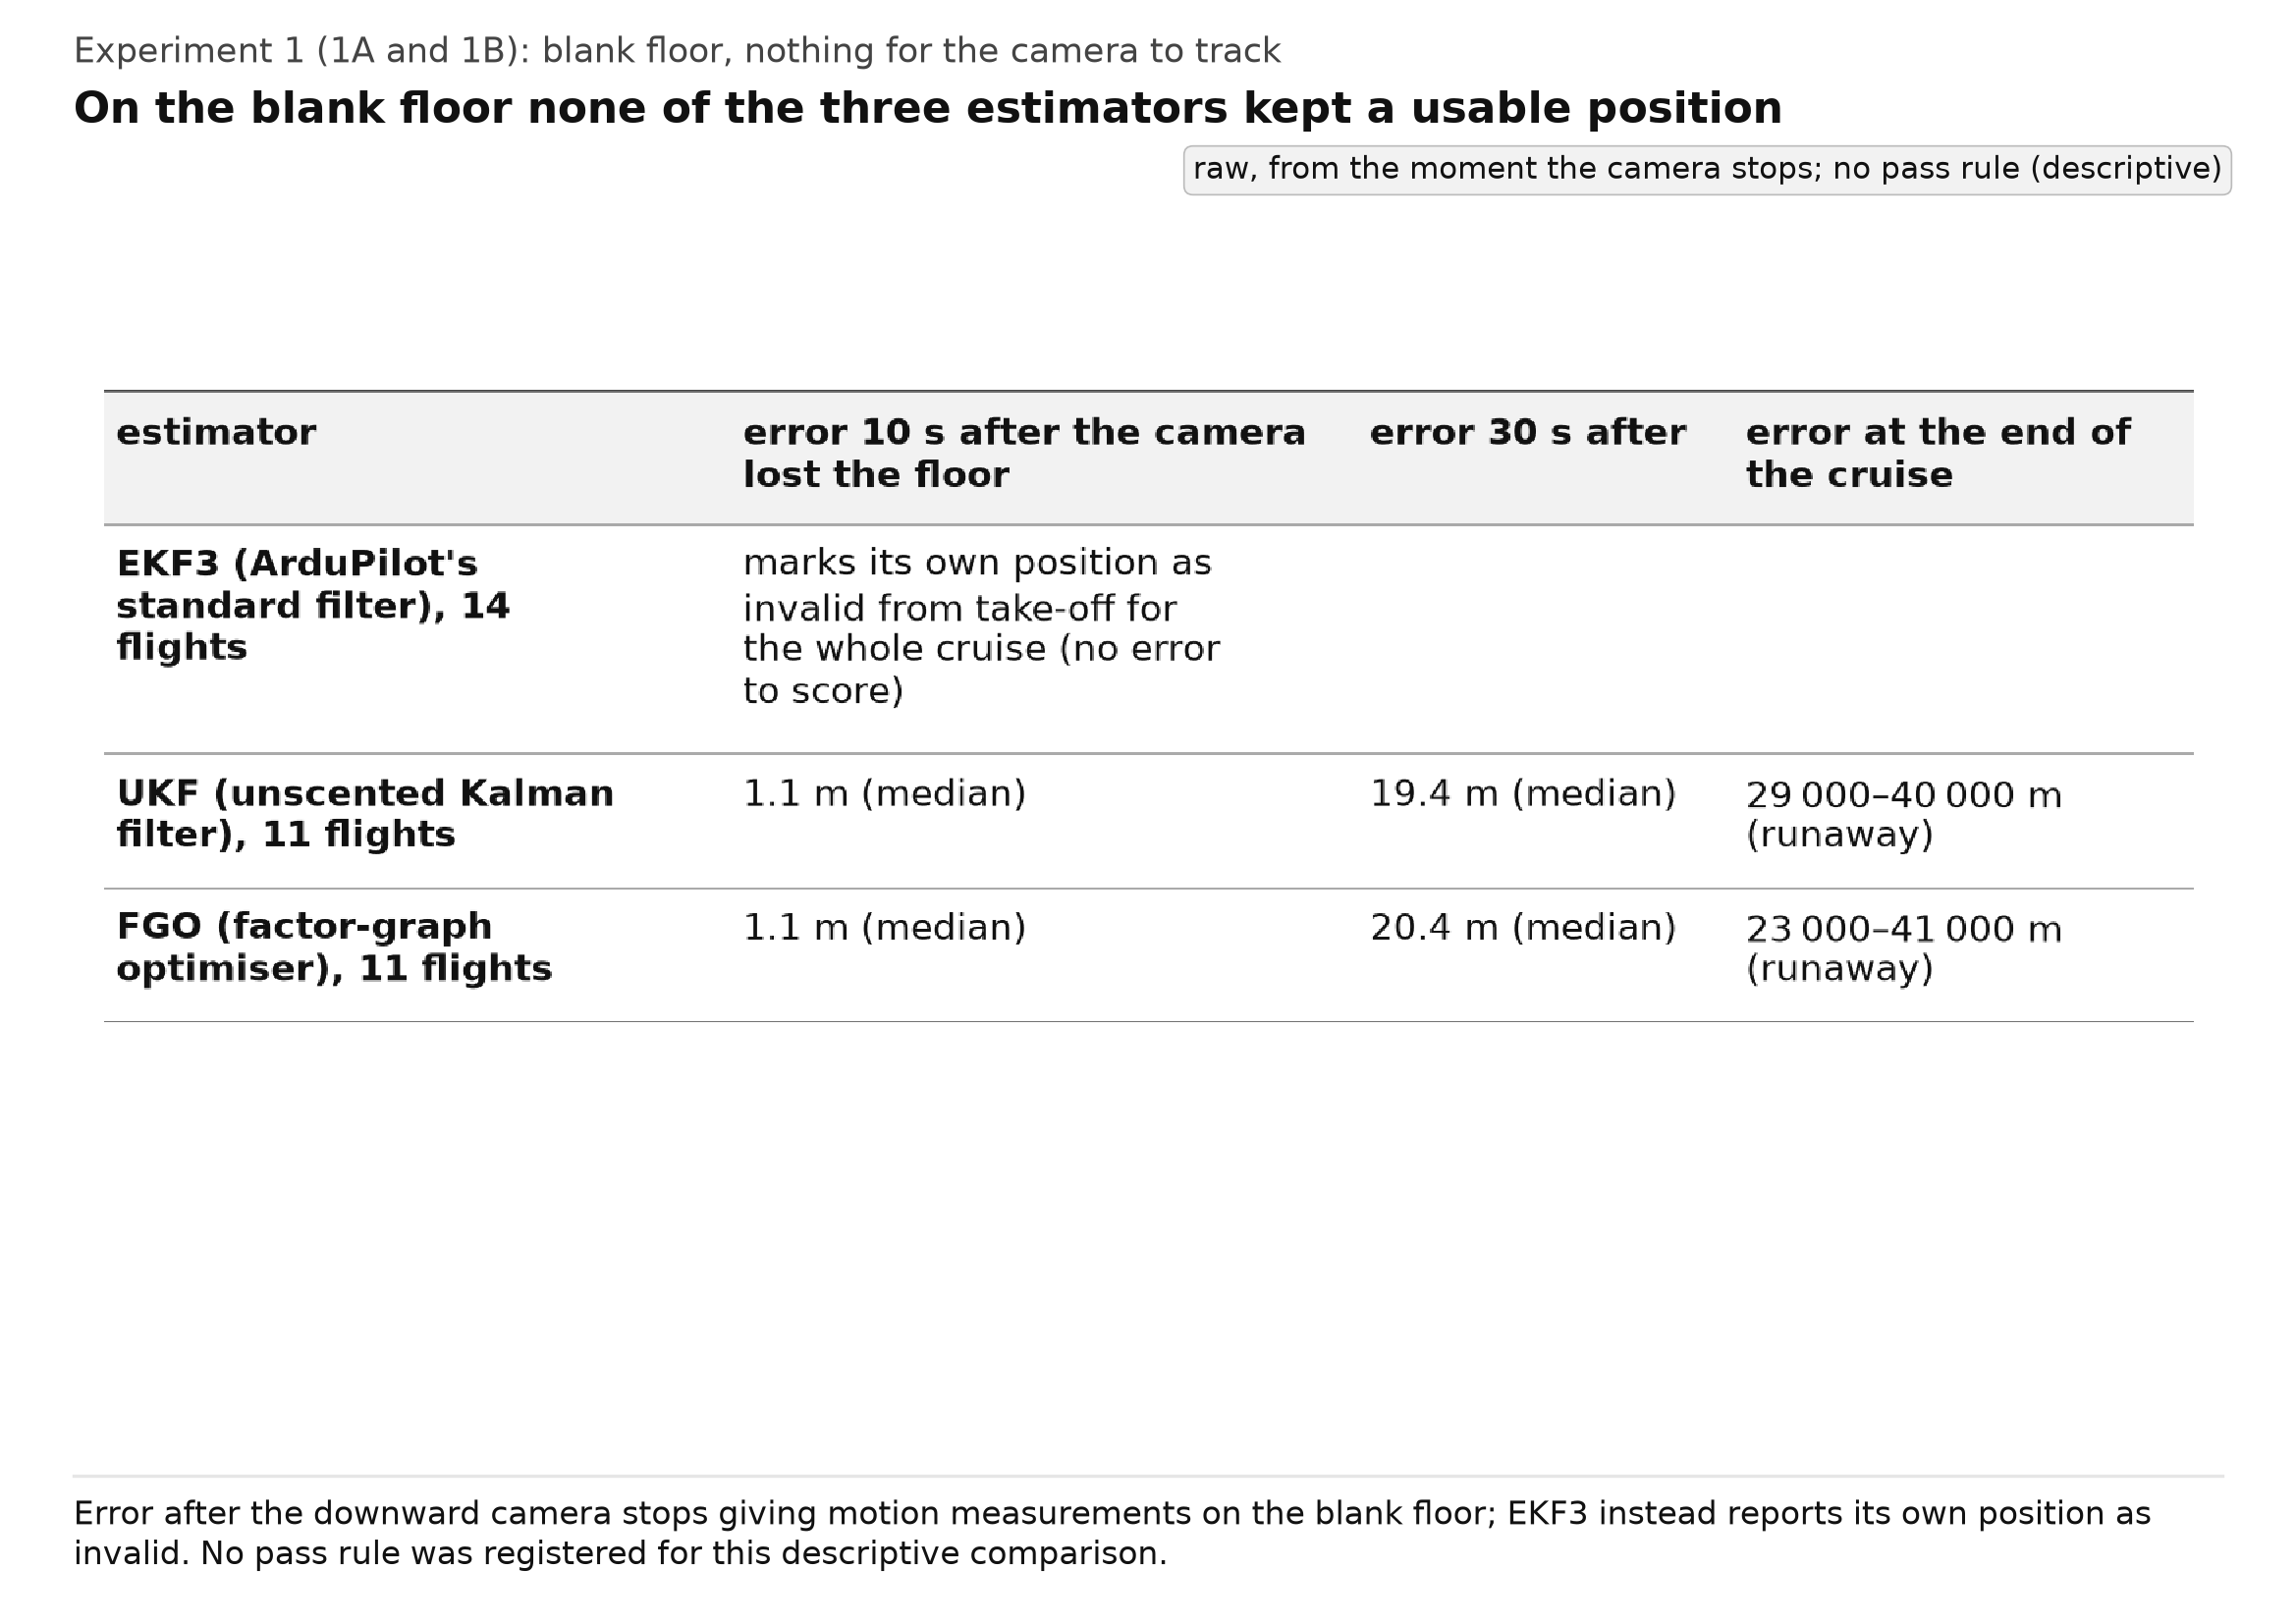 Experiment 1 (1A and 1B): blank floor, nothing for the camera to track
On the blank floor none of the three estimators kept a usable position
raw, from the moment the camera stops; no pass rule (descriptive)
estimator
error 10 s after the camera
lost the floor
error 30 s after
error at the end of
the cruise
EKF3 (ArduPilot's
standard filter), 14
flights
marks its own position as
invalid from take-off for
the whole cruise (no error
to score)
UKF (unscented Kalman
filter), 11 flights
1.1 m (median)
19.4 m (median)
29 000–40 000 m
(runaway)
FGO (factor-graph
optimiser), 11 flights
1.1 m (median)
20.4 m (median)
23 000–41 000 m
(runaway)
Error after the downward camera stops giving motion measurements on the blank floor; EKF3 instead reports its own position as
invalid. No pass rule was registered for this descriptive comparison.